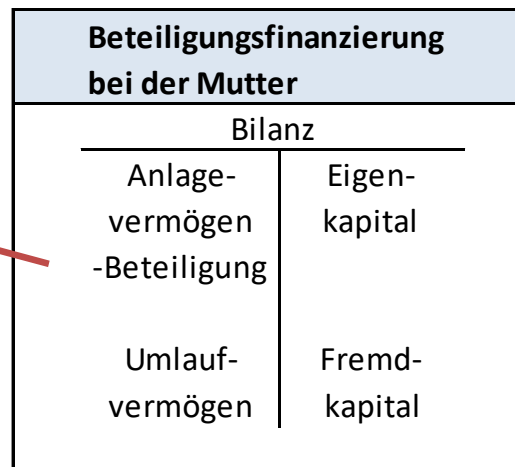 Beteiligungsfinanzierung
bei der Mutter
Bilanz
Anlage-
vermögen
-Beteiligung
Eigen-
kapital
Umlauf-
vermögen
Fremd-
kapital